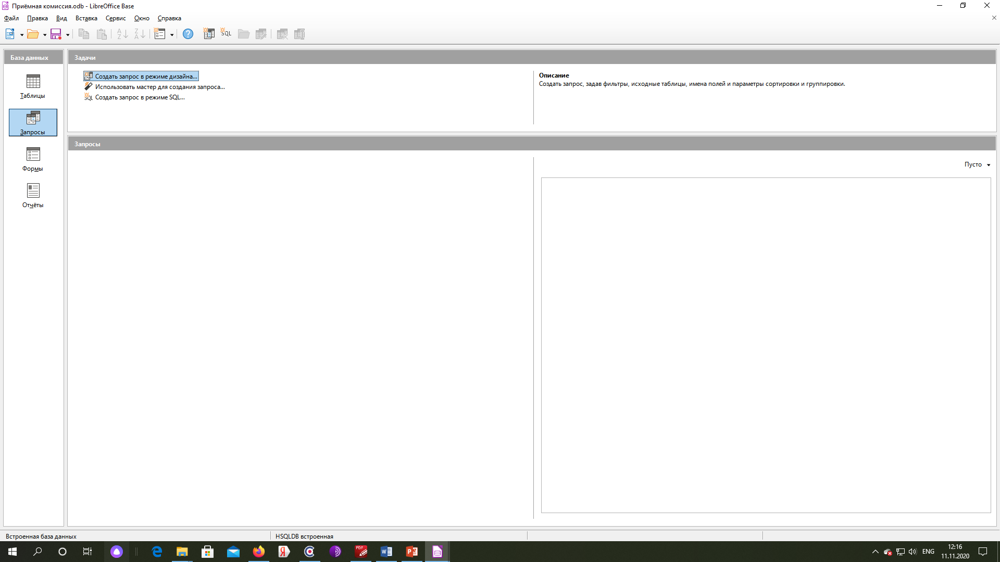 Приёмная комиссия.odb - LibreOffice Base
Файл Правка Вид Вставка Сервис Окно Справка
A Z Z A SQL
База данных
Задачи
Таблицы
Запросы
Формы
Отчёты
Создать запрос в режиме дизайна...
Использовать мастер для создания запроса...
SQL Создать запрос в режиме SQL...
Описание
Создать запрос, задав фильтры, исходные таблицы, имена полей и параметры сортировки и группировки.
Запросы
Пусто
Встроенная база данных
HSQLDB встроенная
PDF
ENG
12:16
11.11.2020